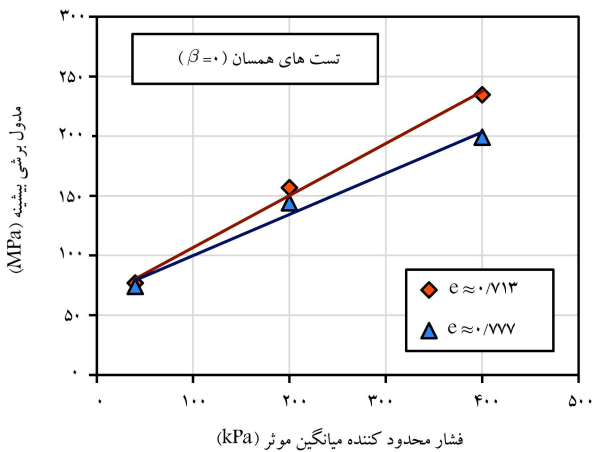 تست های همسان (β=۰)
مدول برشی بیشینه (MPa)
۳۰۰
۲۵۰
۲۰۰
۱۵۰
۱۰۰
۵۰
۰
e ≈ ۰/۷۱۳
e ≈ ۰/۷۷۷
۰ ۱۰۰ ۲۰۰ ۳۰۰ ۴۰۰ ۵۰۰
فشار محدود کننده میانگین موثر (kPa)